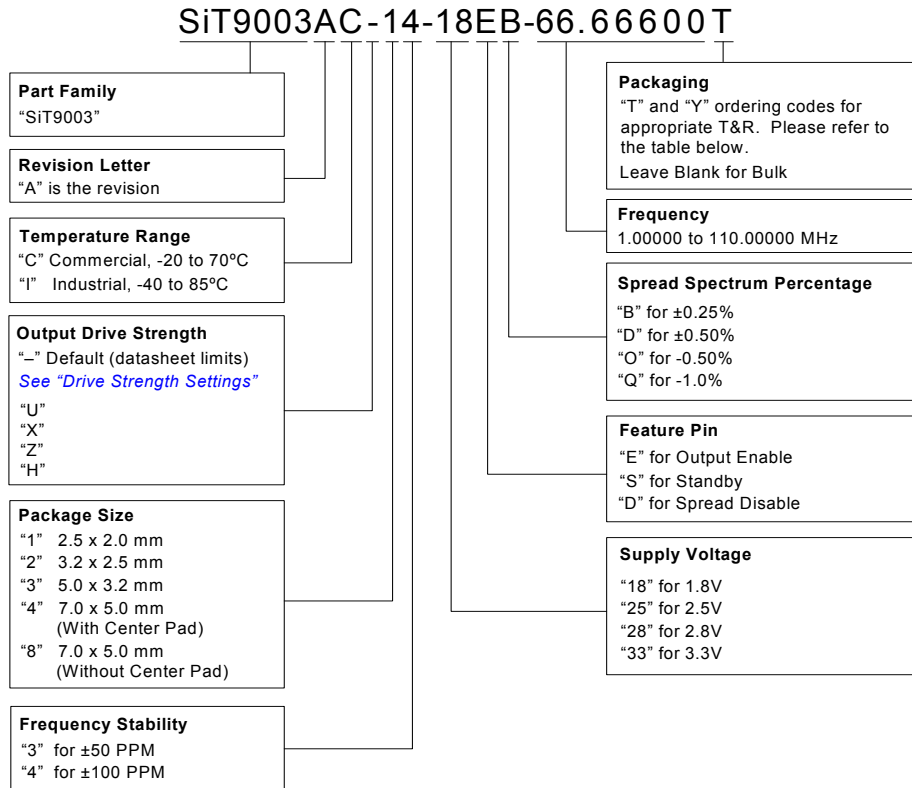 SiT9003AC-14-18EB-66.66600T
Part Family
“SiT9003”
Revision Letter
“A” is the revision
Temperature Range
“C” Commercial, -20 to 70ºC
“I” Industrial, -40 to 85ºC
Output Drive Strength
“–” Default (datasheet limits)
See “Drive Strength Settings”
“U”
“X”
“Z”
“H”
Package Size
“1” 2.5 x 2.0 mm
“2” 3.2 x 2.5 mm
“3” 5.0 x 3.2 mm
“4” 7.0 x 5.0 mm
(With Center Pad)
“8” 7.0 x 5.0 mm
(Without Center Pad)
Frequency Stability
“3” for ±50 PPM
“4” for ±100 PPM
Packaging
“T” and “Y” ordering codes for
appropriate T&R. Please refer to
the table below.
Leave Blank for Bulk
Frequency
1.00000 to 110.00000 MHz
Spread Spectrum Percentage
“B” for ±0.25%
“D” for ±0.50%
“O” for -0.50%
“Q” for -1.0%
Feature Pin
“E” for Output Enable
“S” for Standby
“D” for Spread Disable
Supply Voltage
“18” for 1.8V
“25” for 2.5V
“28” for 2.8V
“33” for 3.3V